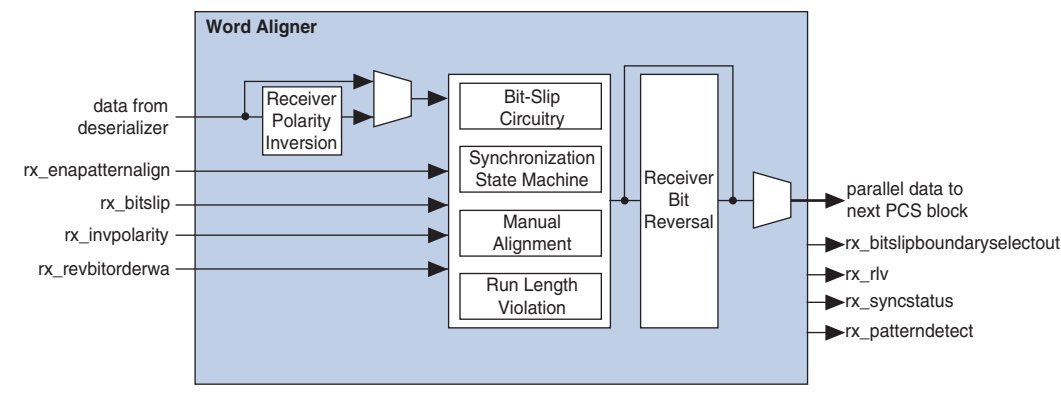 Word Aligner
data from
deserializer
Receiver
Polarity
Inversion
rx_enapatternalign
rx_bitslip
rx_invpolarity
rx_revbitorderwa
Bit-Slip
Circuitry
Synchronization
State Machine
Manual
Alignment
Run Length
Violation
Receiver
Bit
Reversal
parallel data to
next PCS block
rx_bitslipboundaryselectout
rx_rlv
rx_syncstatus
rx_patterndetect